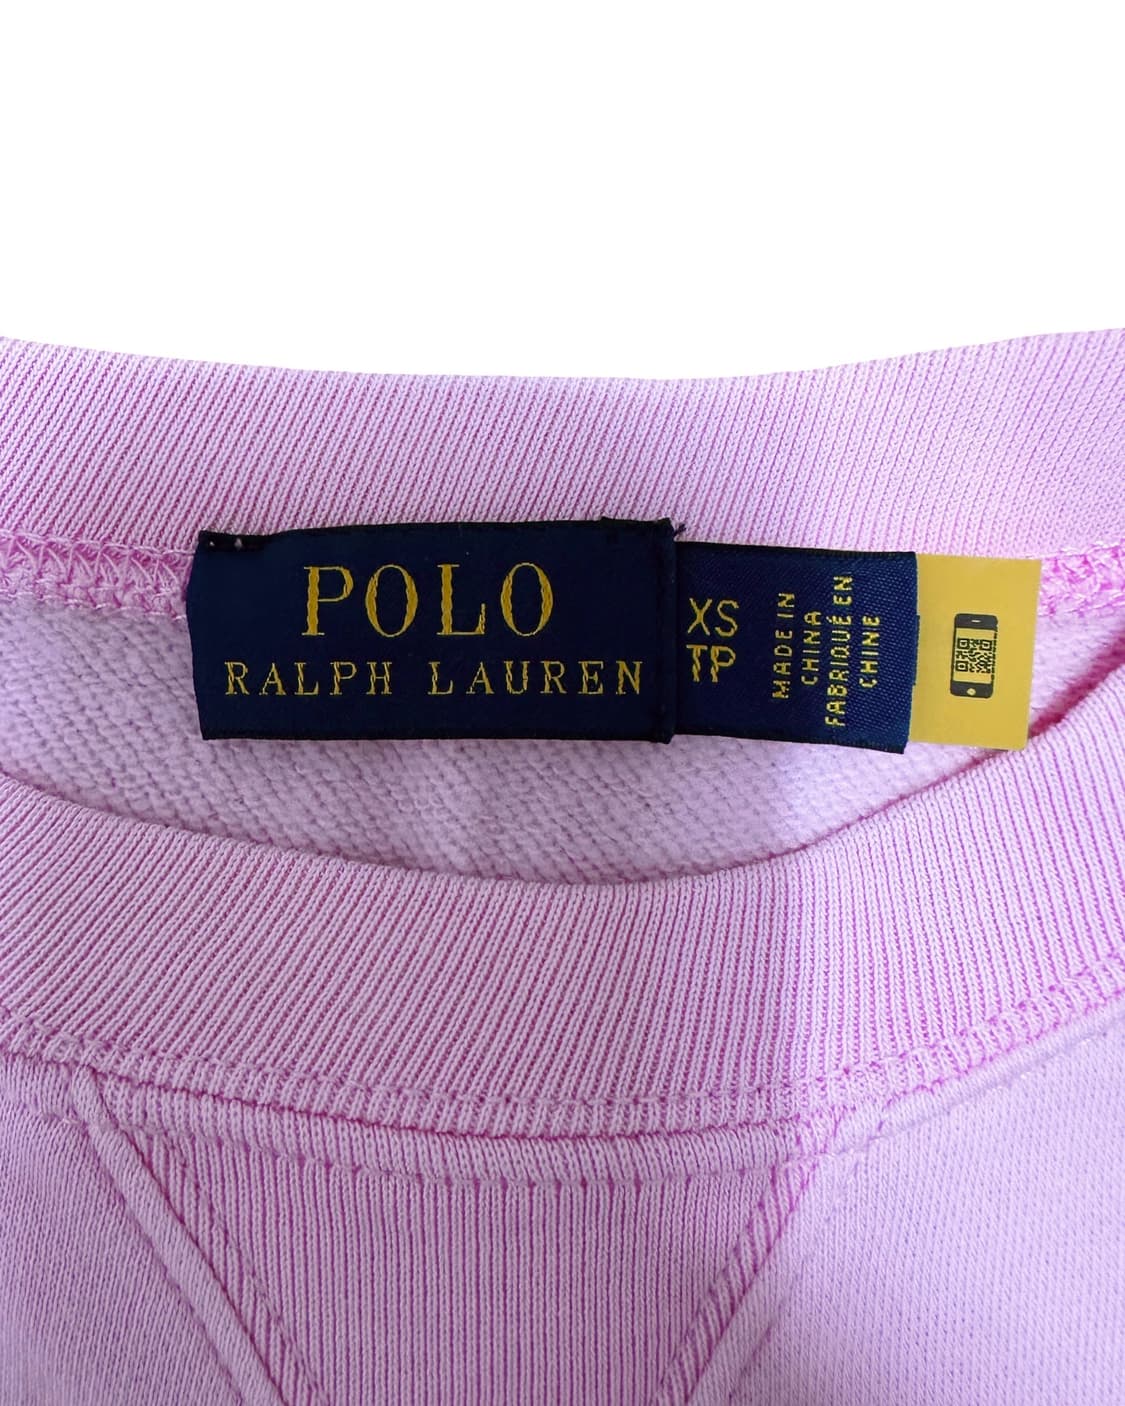 POLO
RALPH LAUREN
XS
TP
MADE IN
CHINA
FABRIQUÉ EN
CHINE